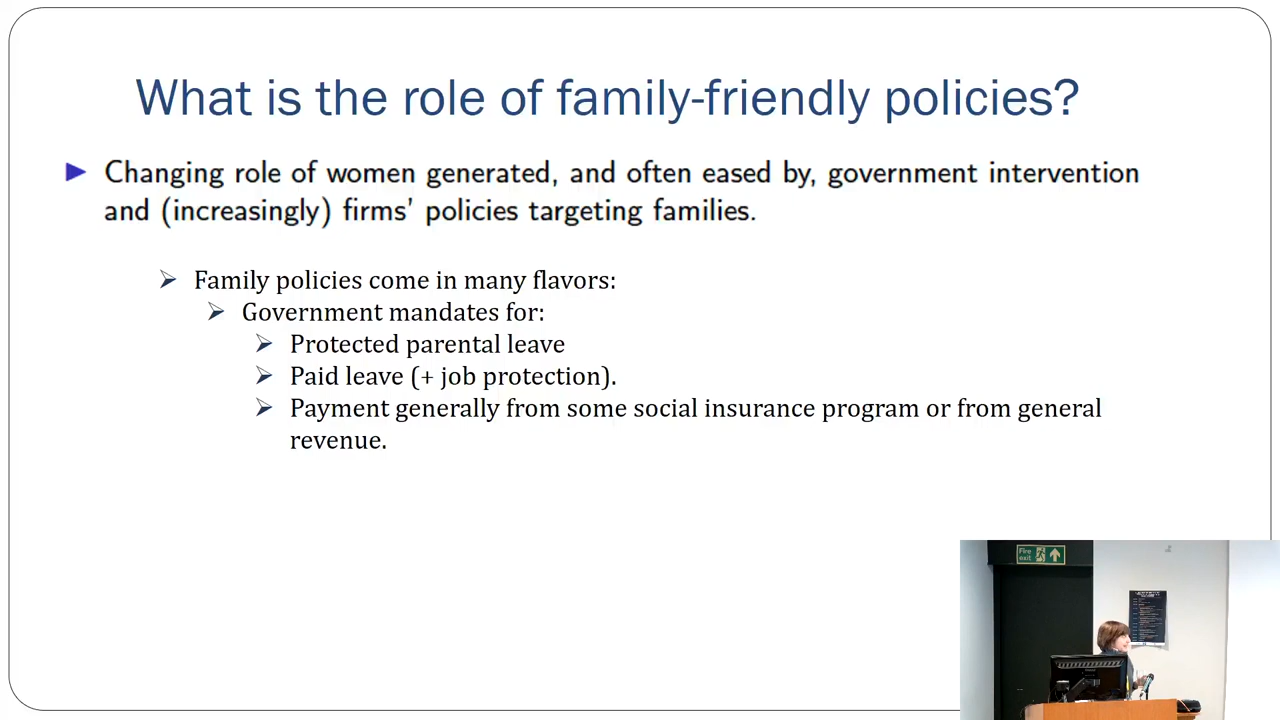 What is the role of family-friendly policies?
Changing role of women generated, and often eased by, government intervention
and (increasingly) firms' policies targeting families.
Family policies come in many flavors:
Government mandates for:
Protected parental leave
Paid leave (+ job protection).
Payment generally from some social insurance program or from general
revenue.
Fire
exit